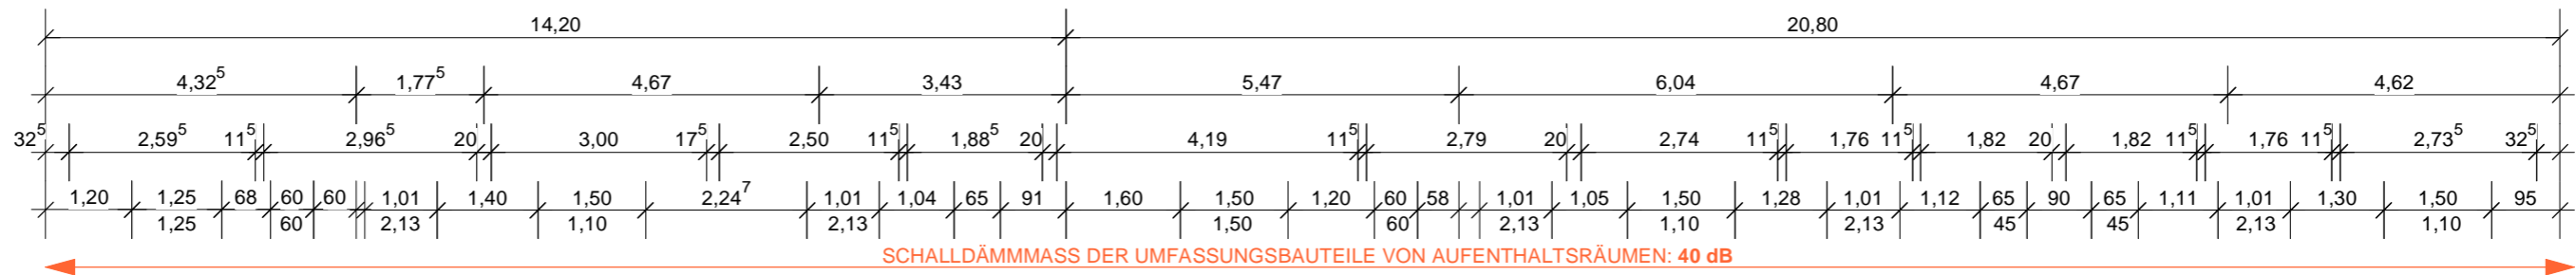 14,20 20,80
4,32⁵ 1,77⁵ 4,67 3,43 5,47 6,04 4,67 4,62
32⁵ 2,59⁵ 11⁵ 2,96⁵ 20 3,00 17⁵ 2,50 11⁵ 1,88⁵ 20 4,19 11⁵ 2,79 20 2,74 11⁵ 1,76 11⁵ 1,82 20 1,82 11⁵ 1,76 11⁵ 2,73⁵ 32⁵
1,20 1,25 68 60 60 1,01 1,40 1,50 2,24⁷ 1,01 1,04 65 91 1,60 1,50 1,20 60 58 1,01 1,05 1,50 1,28 1,01 1,12 65 90 65 1,11 1,01 1,30 1,50 95
1,25 60 2,13 1,10 2,13 1,50 60 2,13 1,10 2,13 45 45 2,13 1,10
SCHALLDÄMMMASS DER UMFASSUNGSBAUTEILE VON AUFENTHALTSRÄUMEN: 40 dB